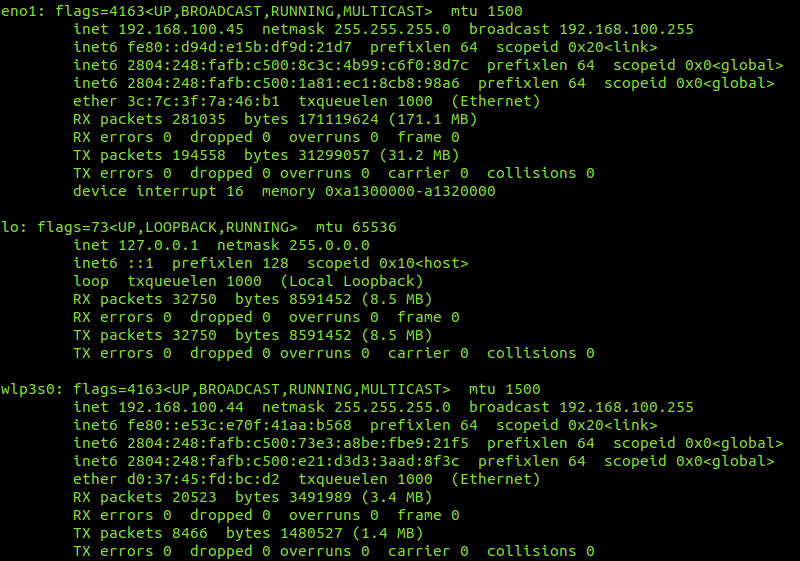 eno1: flags=4163<UP,BROADCAST,RUNNING,MULTICAST>  mtu 1500
        inet 192.168.100.45  netmask 255.255.255.0  broadcast 192.168.100.255
        inet6 fe80::d94d:e15b:df9d:21d7  prefixlen 64  scopeid 0x20<link>
        inet6 2804:248:fafb:c500:8c3c:4b99:c6f0:8d7c  prefixlen 64  scopeid 0x0<global>
        inet6 2804:248:fafb:c500:1a81:ec1:8cb8:98a6  prefixlen 64  scopeid 0x0<global>
        ether 3c:7c:3f:7a:46:b1  txqueuelen 1000  (Ethernet)
        RX packets 281035  bytes 171119624 (171.1 MB)
        RX errors 0  dropped 0  overruns 0  frame 0
        TX packets 194558  bytes 31299057 (31.2 MB)
        TX errors 0  dropped 0 overruns 0  carrier 0  collisions 0
        device interrupt 16  memory 0xa1300000-a1320000

lo: flags=73<UP,LOOPBACK,RUNNING>  mtu 65536
        inet 127.0.0.1  netmask 255.0.0.0
        inet6 ::1  prefixlen 128  scopeid 0x10<host>
        loop  txqueuelen 1000  (Local Loopback)
        RX packets 32750  bytes 8591452 (8.5 MB)
        RX errors 0  dropped 0  overruns 0  frame 0
        TX packets 32750  bytes 8591452 (8.5 MB)
        TX errors 0  dropped 0 overruns 0  carrier 0  collisions 0

wlp3s0: flags=4163<UP,BROADCAST,RUNNING,MULTICAST>  mtu 1500
        inet 192.168.100.44  netmask 255.255.255.0  broadcast 192.168.100.255
        inet6 fe80::e53c:e70f:41aa:b568  prefixlen 64  scopeid 0x20<link>
        inet6 2804:248:fafb:c500:73e3:a8be:fbe9:21f5  prefixlen 64  scopeid 0x0<global>
        inet6 2804:248:fafb:c500:e21:d3d3:3aad:8f3c  prefixlen 64  scopeid 0x0<global>
        ether d0:37:45:fd:bc:d2  txqueuelen 1000  (Ethernet)
        RX packets 20523  bytes 3491989 (3.4 MB)
        RX errors 0  dropped 0  overruns 0  frame 0
        TX packets 8466  bytes 1480527 (1.4 MB)
        TX errors 0  dropped 0 overruns 0  carrier 0  collisions 0